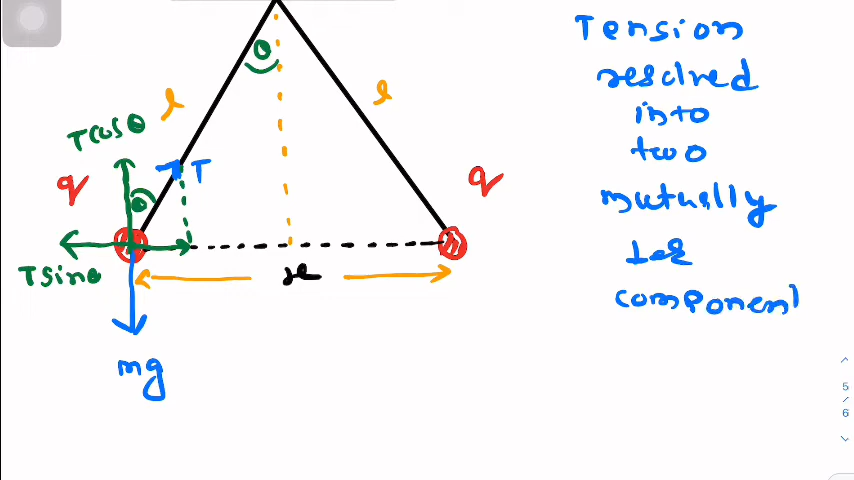 Tension
resolved
into
two
mutually
⊥er
component
θ
l
l
Tcosθ
T
q
q
θ
Tsinθ
x
mg
5
/
6